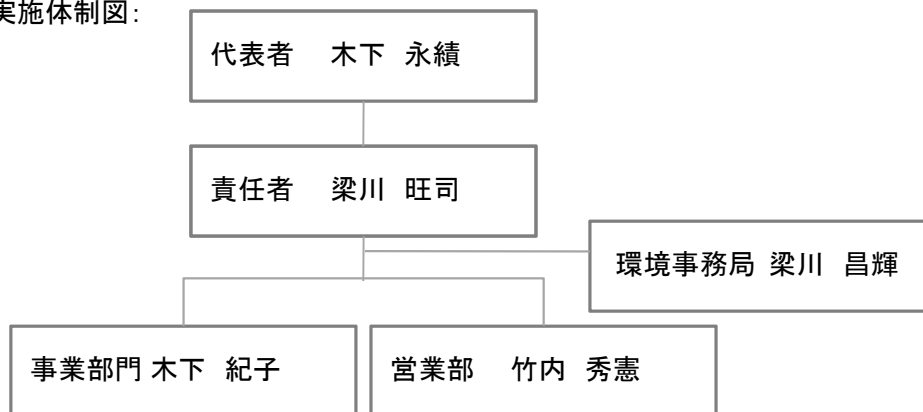 実施体制図:
代表者 木下 永績
責任者 梁川 旺司
環境事務局 梁川 昌輝
事業部門 木下 紀子
営業部 竹内 秀憲